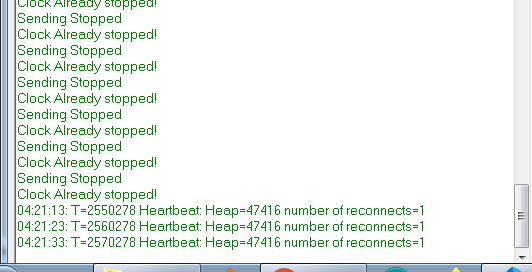 Clock Already stopped!
Sending Stopped
Clock Already stopped!
Sending Stopped
Clock Already stopped!
Sending Stopped
Clock Already stopped!
Sending Stopped
Clock Already stopped!
Sending Stopped
Clock Already stopped!
Sending Stopped
Clock Already stopped!
04:21:13: T=2550278 Heartbeat: Heap=47416 number of reconnects=1
04:21:23: T=2560278 Heartbeat: Heap=47416 number of reconnects=1
04:21:33: T=2570278 Heartbeat: Heap=47416 number of reconnects=1